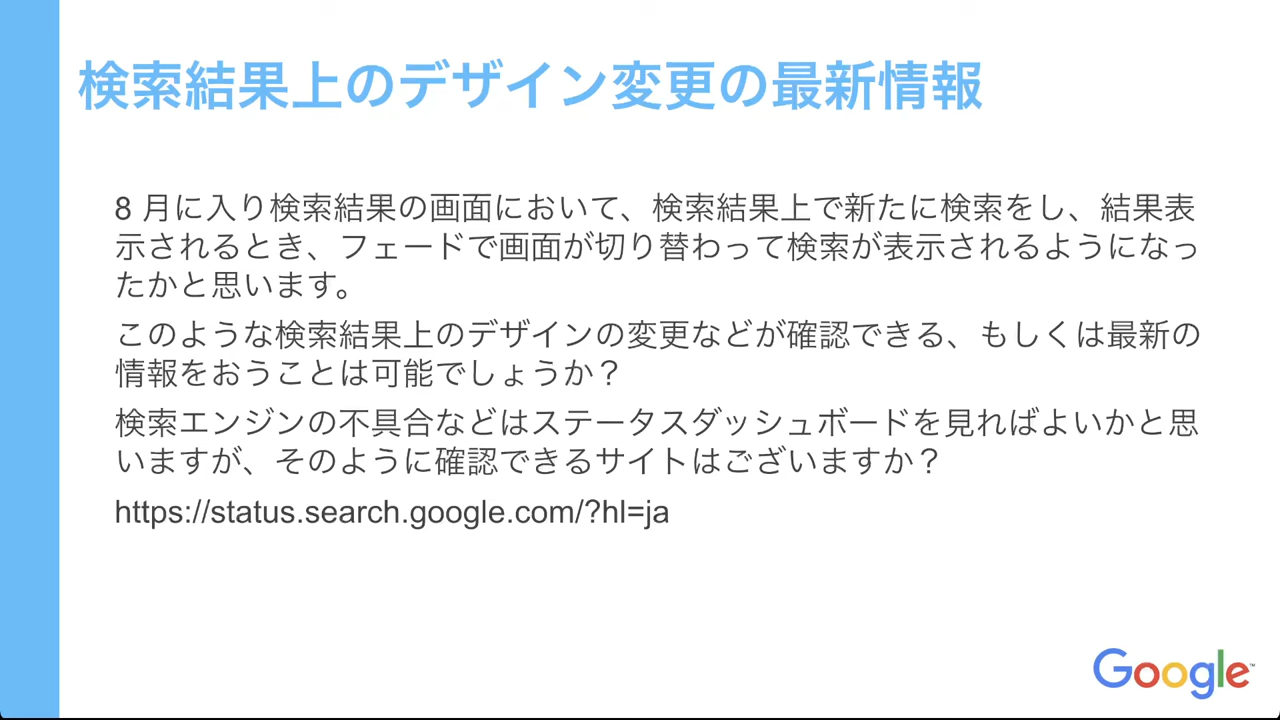 検索結果上のデザイン変更の最新情報
8 月に入り検索結果の画面において、検索結果上で新たに検索をし、結果表
示されるとき、フェードで画面が切り替わって検索が表示されるようになっ
たかと思います。
このような検索結果上のデザインの変更などが確認できる、もしくは最新の
情報をおうことは可能でしょうか？
検索エンジンの不具合などはステータスダッシュボードを見ればよいかと思
いますが、そのように確認できるサイトはございますか？
https://status.search.google.com/?hl=ja
Google™